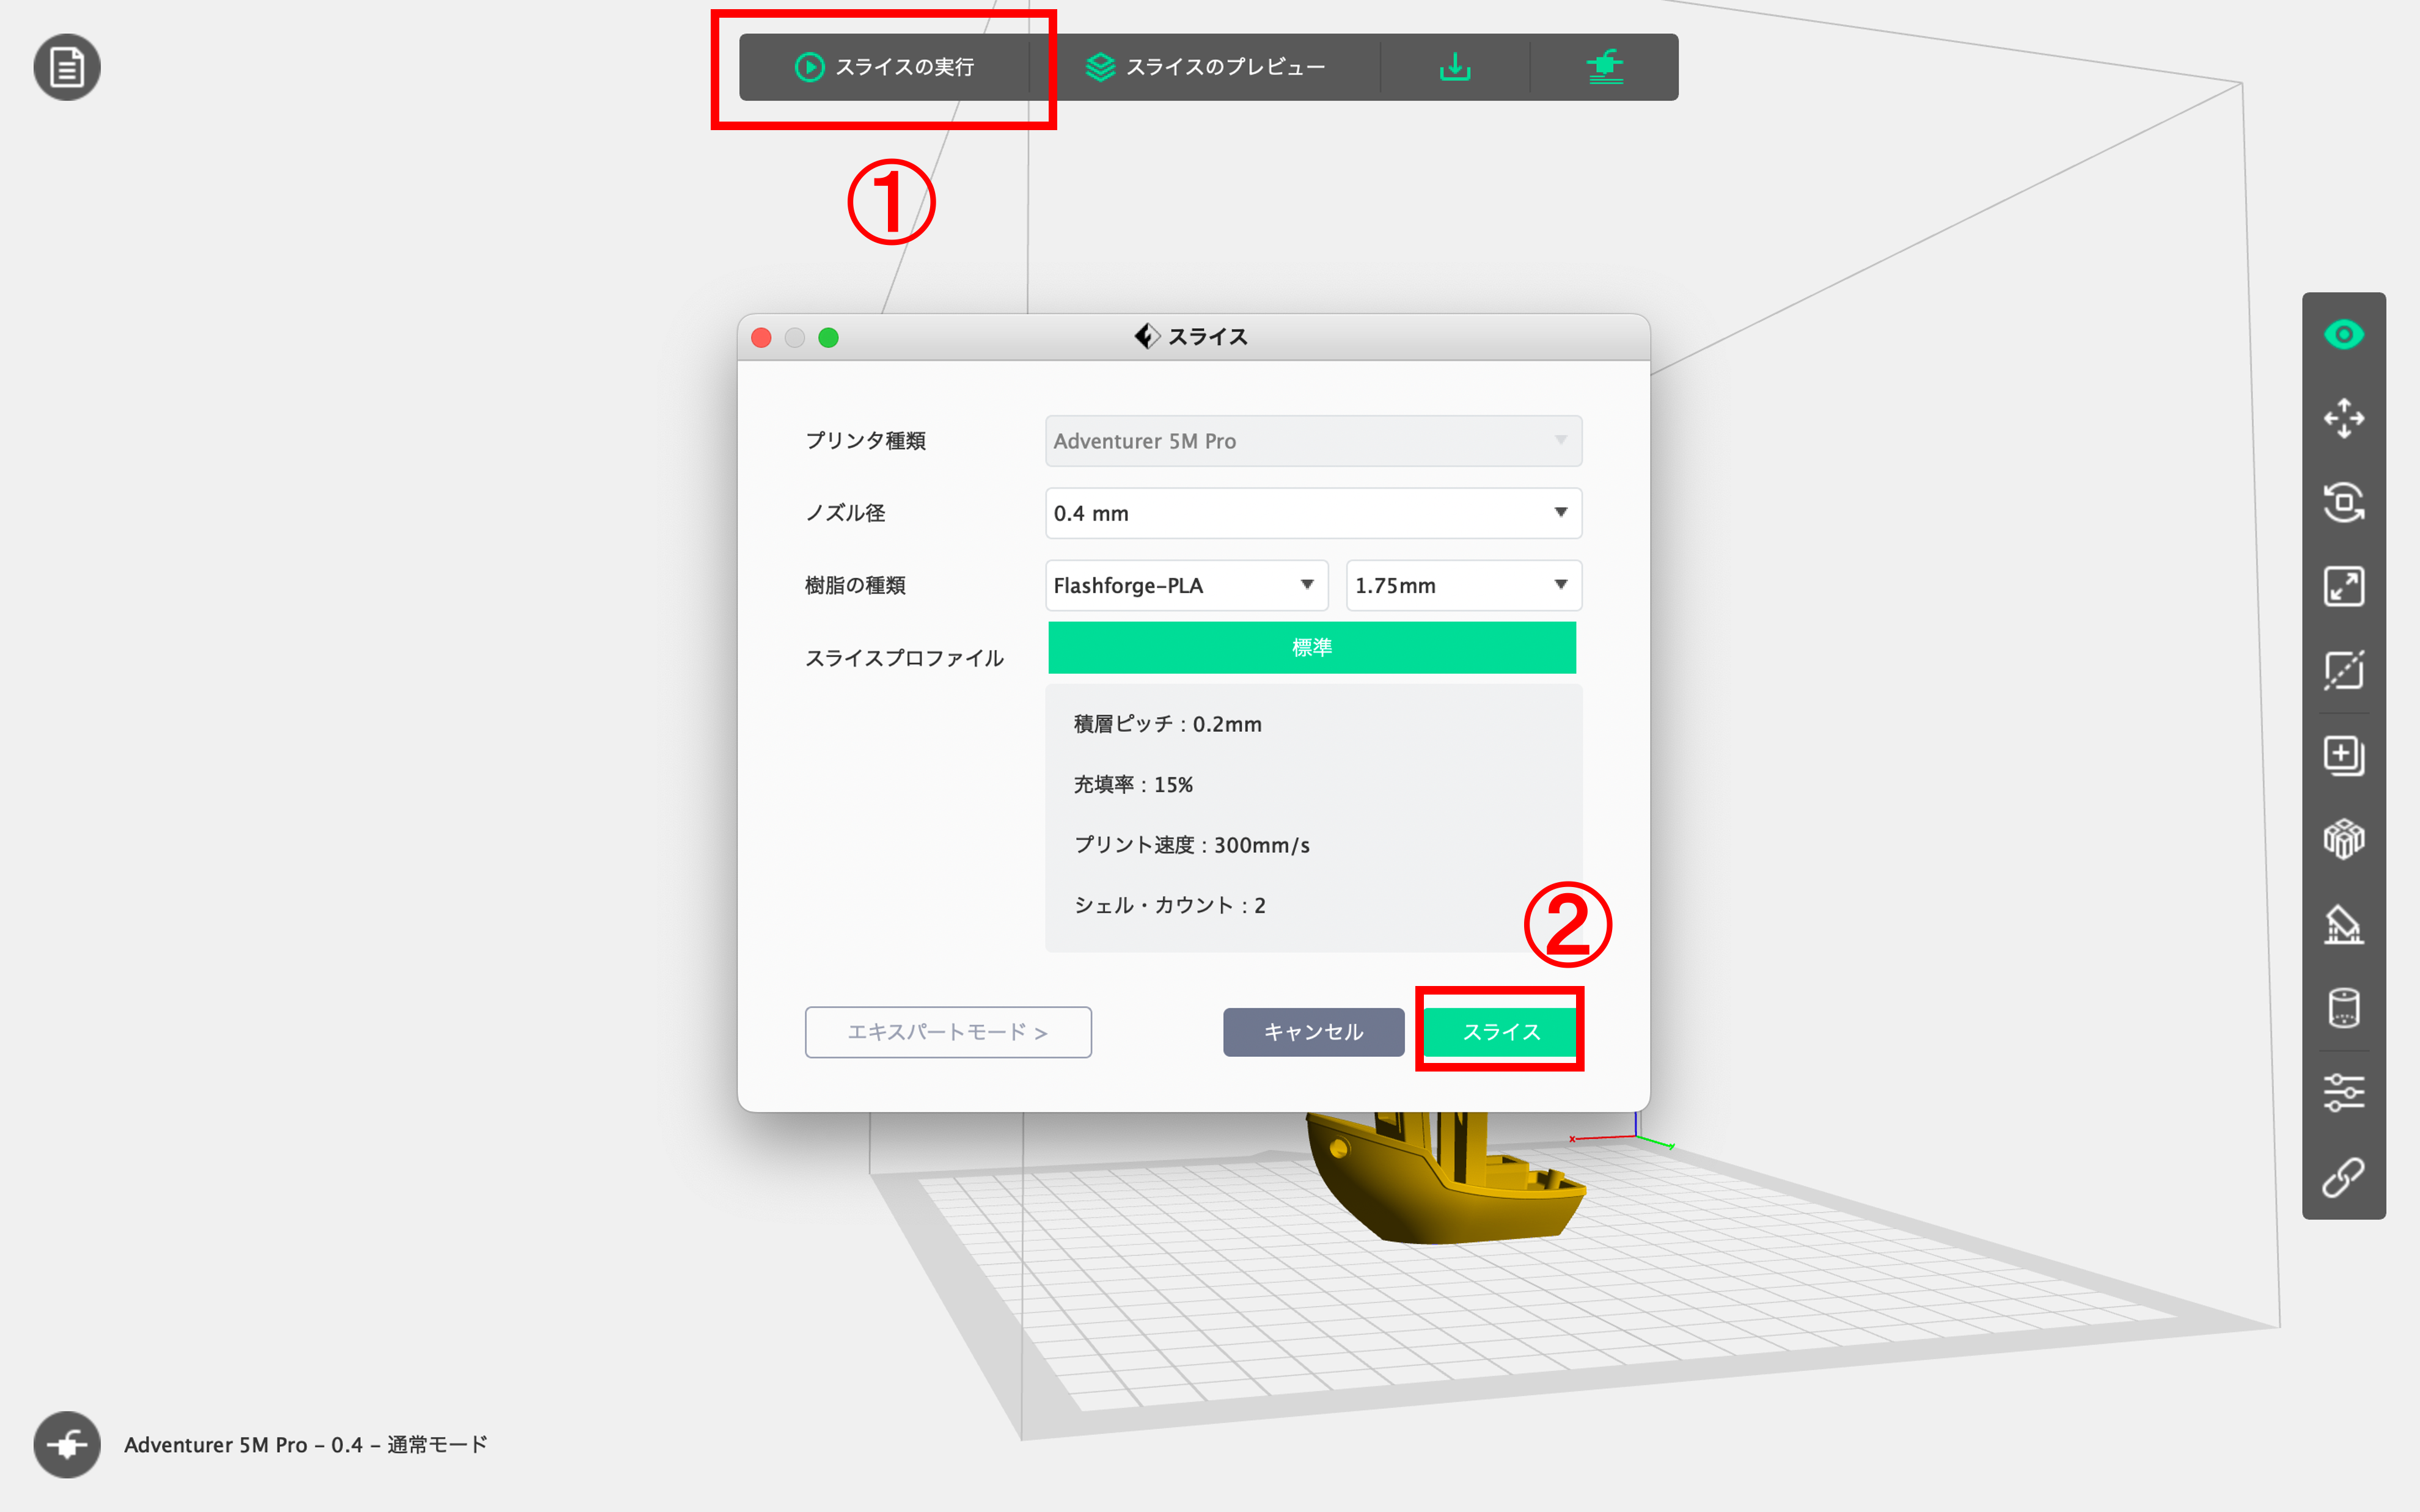 スライスの実行 スライスのプレビュー
①
スライス
プリンタ種類 Adventurer 5M Pro
ノズル径 0.4 mm
樹脂の種類 Flashforge-PLA 1.75mm
スライスプロファイル 標準
積層ピッチ : 0.2mm
充填率 : 15%
プリント速度 : 300mm/s
シェル・カウント : 2
②
エキスパートモード > キャンセル スライス
x y
Adventurer 5M Pro – 0.4 – 通常モード